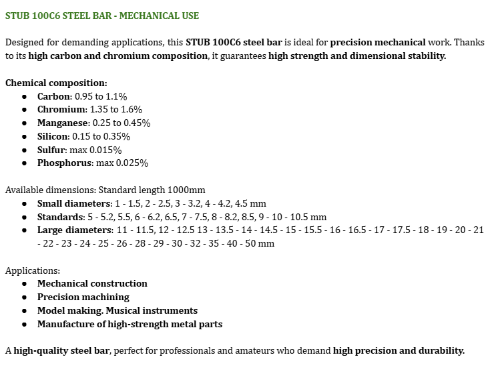 STUB 100C6 STEEL BAR - MECHANICAL USE
Designed for demanding applications, this STUB 100C6 steel bar is ideal for precision mechanical work. Thanks
to its high carbon and chromium composition, it guarantees high strength and dimensional stability.
Chemical composition:
● Carbon: 0.95 to 1.1%
● Chromium: 1.35 to 1.6%
● Manganese: 0.25 to 0.45%
● Silicon: 0.15 to 0.35%
● Sulfur: max 0.015%
● Phosphorus: max 0.025%
Available dimensions: Standard length 1000mm
● Small diameters: 1 - 1.5, 2 - 2.5, 3 - 3.2, 4 - 4.2, 4.5 mm
● Standards: 5 - 5.2, 5.5, 6 - 6.2, 6.5, 7 - 7.5, 8 - 8.2, 8.5, 9 - 10 - 10.5 mm
● Large diameters: 11 - 11.5, 12 - 12.5 13 - 13.5 - 14 - 14.5 - 15 - 15.5 - 16 - 16.5 - 17 - 17.5 - 18 - 19 - 20 - 21
- 22 - 23 - 24 - 25 - 26 - 28 - 29 - 30 - 32 - 35 - 40 - 50 mm
Applications:
● Mechanical construction
● Precision machining
● Model making. Musical instruments
● Manufacture of high-strength metal parts
A high-quality steel bar, perfect for professionals and amateurs who demand high precision and durability.